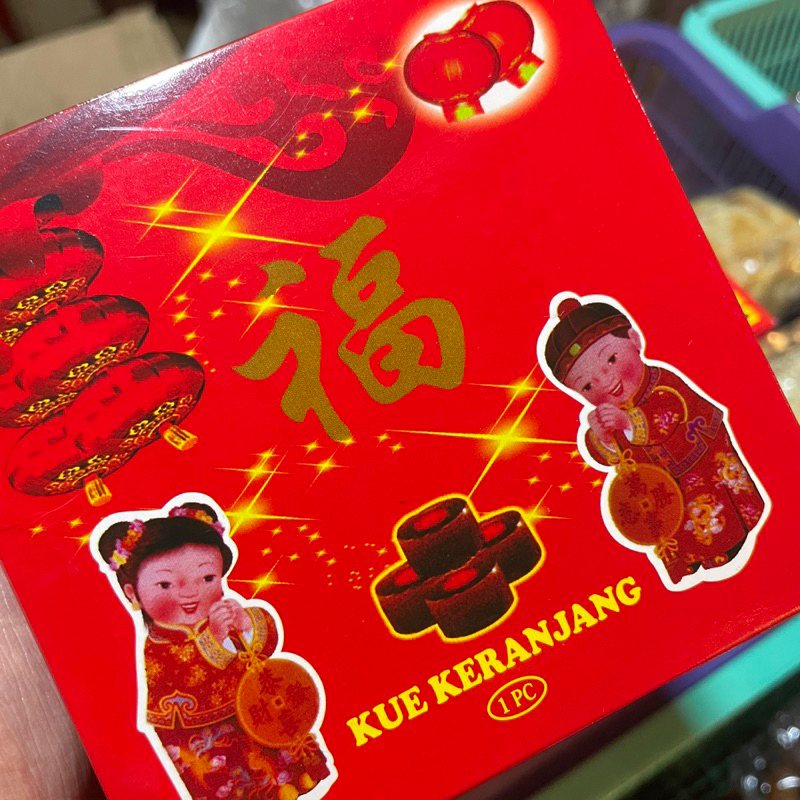 福
KUE KERANJANG
1 PC